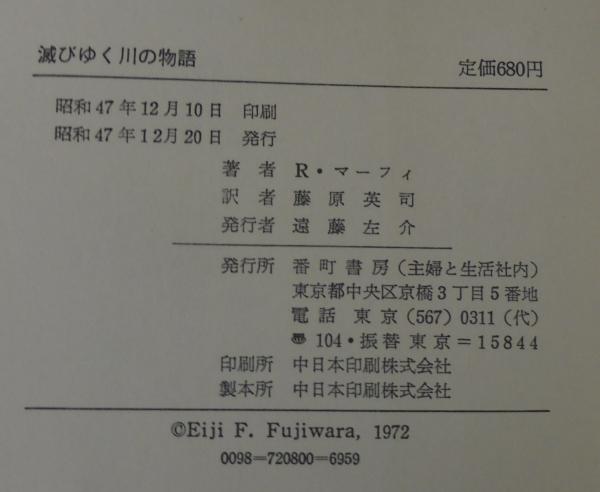 滅びゆく川の物語
定価680円
昭和47年12月10日 印刷
昭和47年12月20日 発行
著者 R・マーフィ
訳者 藤原英司
発行者 遠藤左介
発行所 番町書房(主婦と生活社内)
東京都中央区京橋3丁目5番地
電話 東京(567)0311(代)
☎ 104・振替東京=15844
印刷所 中日本印刷株式会社
製本所 中日本印刷株式会社
©Eiji F. Fujiwara, 1972
0098=720800=6959